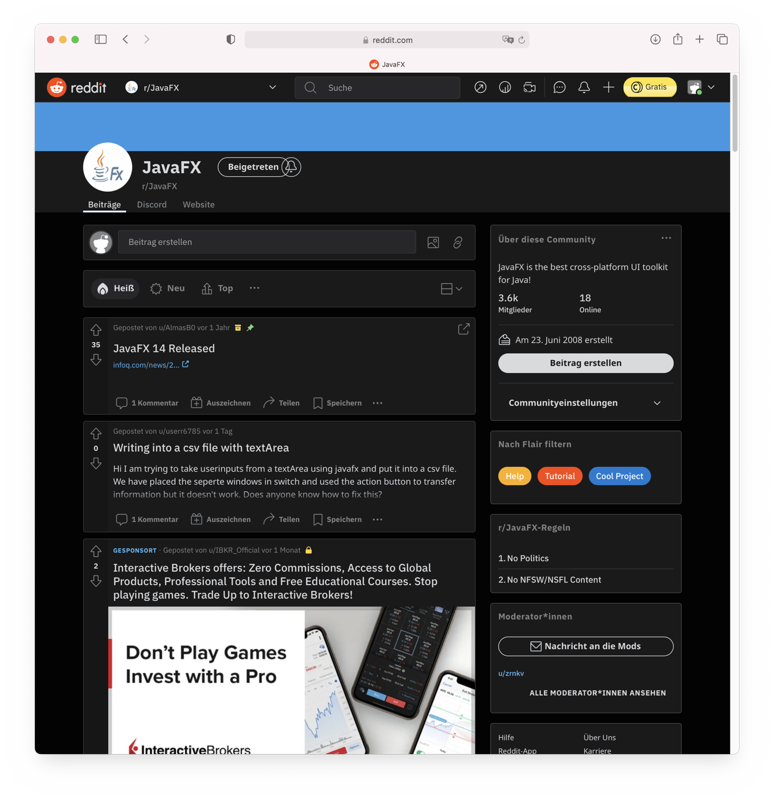 reddit.com
JavaFX
reddit
r/JavaFX
Suche
Gratis
JavaFX
Beigetreten
r/JavaFX
Beiträge
Discord
Website
Beitrag erstellen
Heiß
Neu
Top
35
Gepostet von u/AlmasB0 vor 1 Jahr
JavaFX 14 Released
infoq.com/news/2...
1 Kommentar
Auszeichnen
Teilen
Speichern
0
Gepostet von u/userr6785 vor 1 Tag
Writing into a csv file with textArea
Hi I am trying to take userinputs from a textArea using javafx and put it into a csv file.
We have placed the seperte windows in switch and used the action button to transfer
information but it doesn't work. Does anyone know how to fix this?
1 Kommentar
Auszeichnen
Teilen
Speichern
2
GESPONSORT · Gepostet von u/IBKR_Official vor 1 Monat
Interactive Brokers offers: Zero Commissions, Access to Global
Products, Professional Tools and Free Educational Courses. Stop
playing games. Trade Up to Interactive Brokers!
Don't Play Games
Invest with a Pro
InteractiveBrokers
Über diese Community
JavaFX is the best cross-platform UI toolkit
for Java!
3.6k
Mitglieder
18
Online
Am 23. Juni 2008 erstellt
Beitrag erstellen
Communityeinstellungen
Nach Flair filtern
Help
Tutorial
Cool Project
r/JavaFX-Regeln
1. No Politics
2. No NFSW/NSFL Content
Moderator*innen
Nachricht an die Mods
u/zrnkv
ALLE MODERATOR*INNEN ANSEHEN
Hilfe
Über Uns
Reddit-App
Karriere